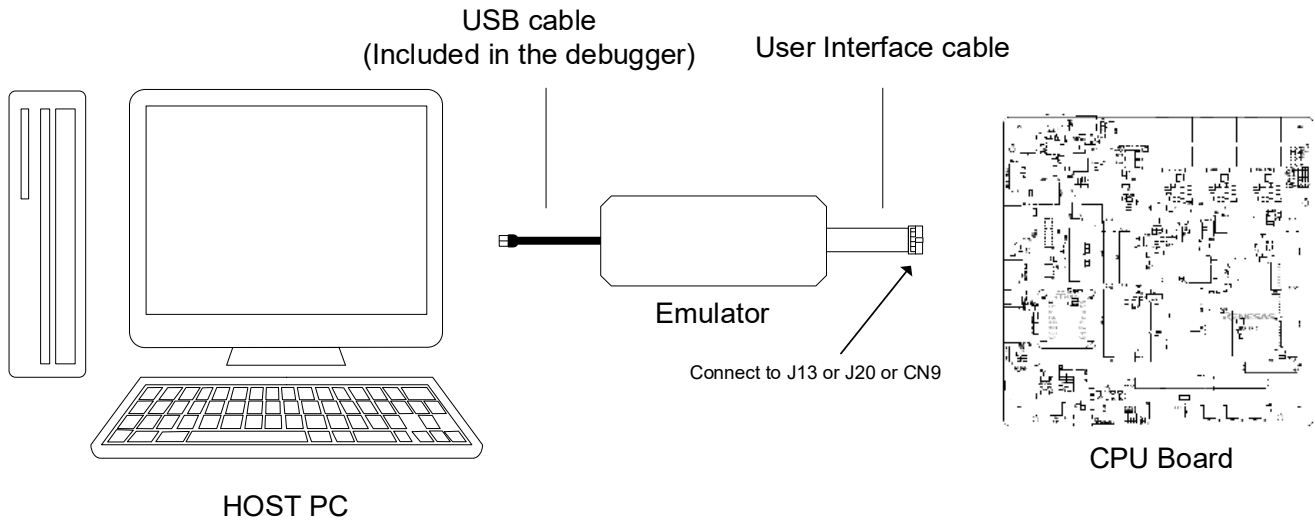 USB cable
(Included in the debugger)
User Interface cable
Emulator
Connect to J13 or J20 or CN9
RENESAS
CPU Board
HOST PC